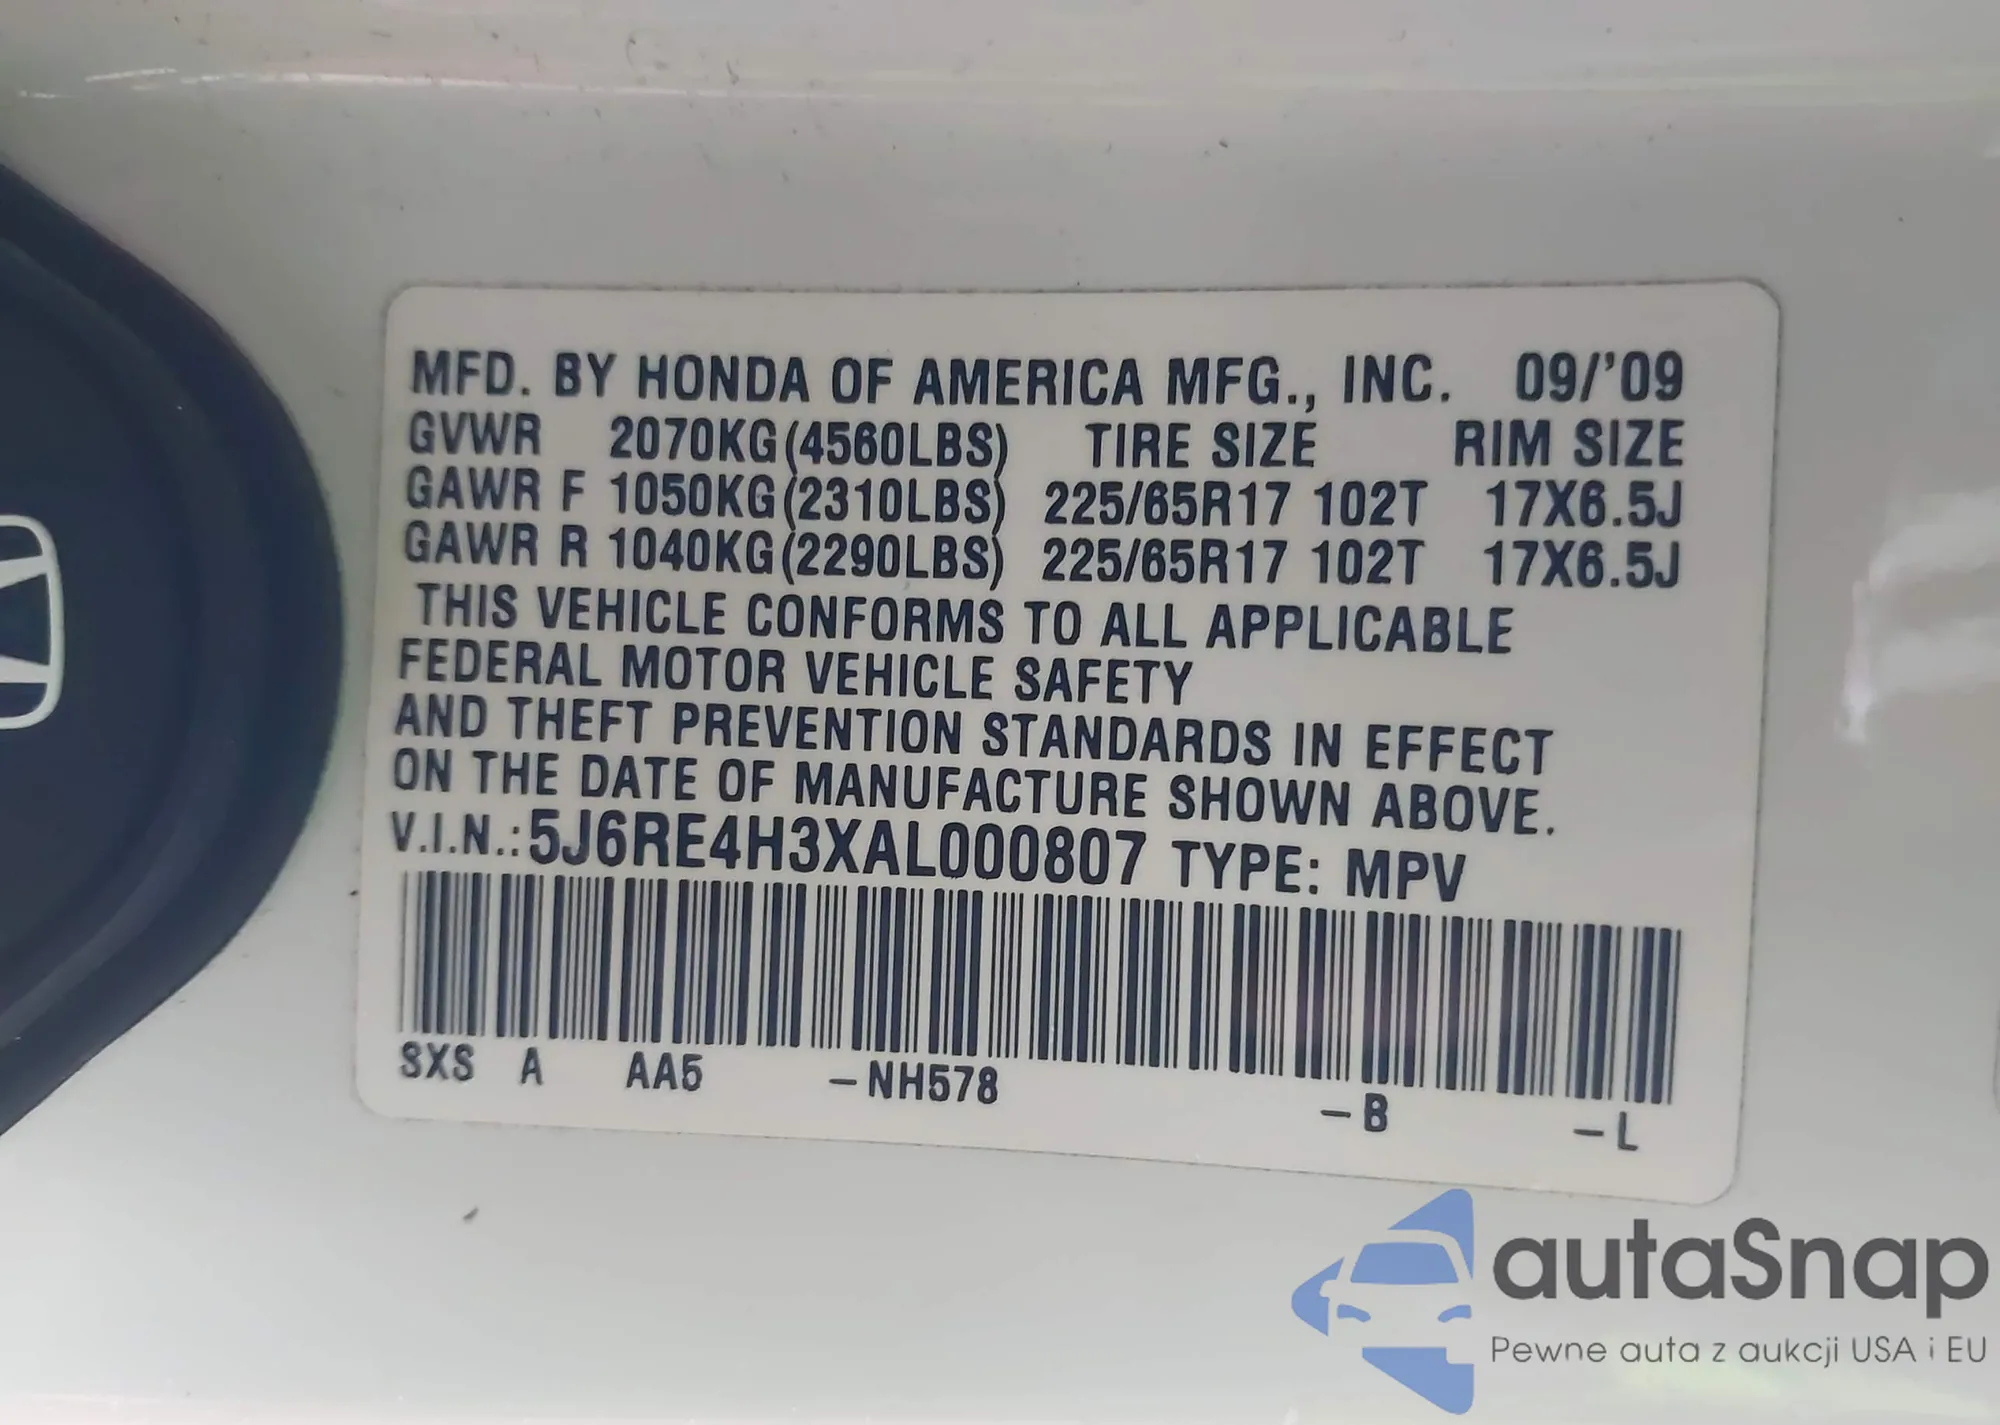 MFD. BY HONDA OF AMERICA MFG., INC. 09/'09
GVWR 2070KG(4560LBS) TIRE SIZE RIM SIZE
GAWR F 1050KG(2310LBS) 225/65R17 102T 17X6.5J
GAWR R 1040KG(2290LBS) 225/65R17 102T 17X6.5J
THIS VEHICLE CONFORMS TO ALL APPLICABLE
FEDERAL MOTOR VEHICLE SAFETY
AND THEFT PREVENTION STANDARDS IN EFFECT
ON THE DATE OF MANUFACTURE SHOWN ABOVE.
V.I.N.: 5J6RE4H3XAL000807 TYPE: MPV
SXS A AA5 -NH578 -B -L
autaSnap
Pewne auta z aukcji USA i EU